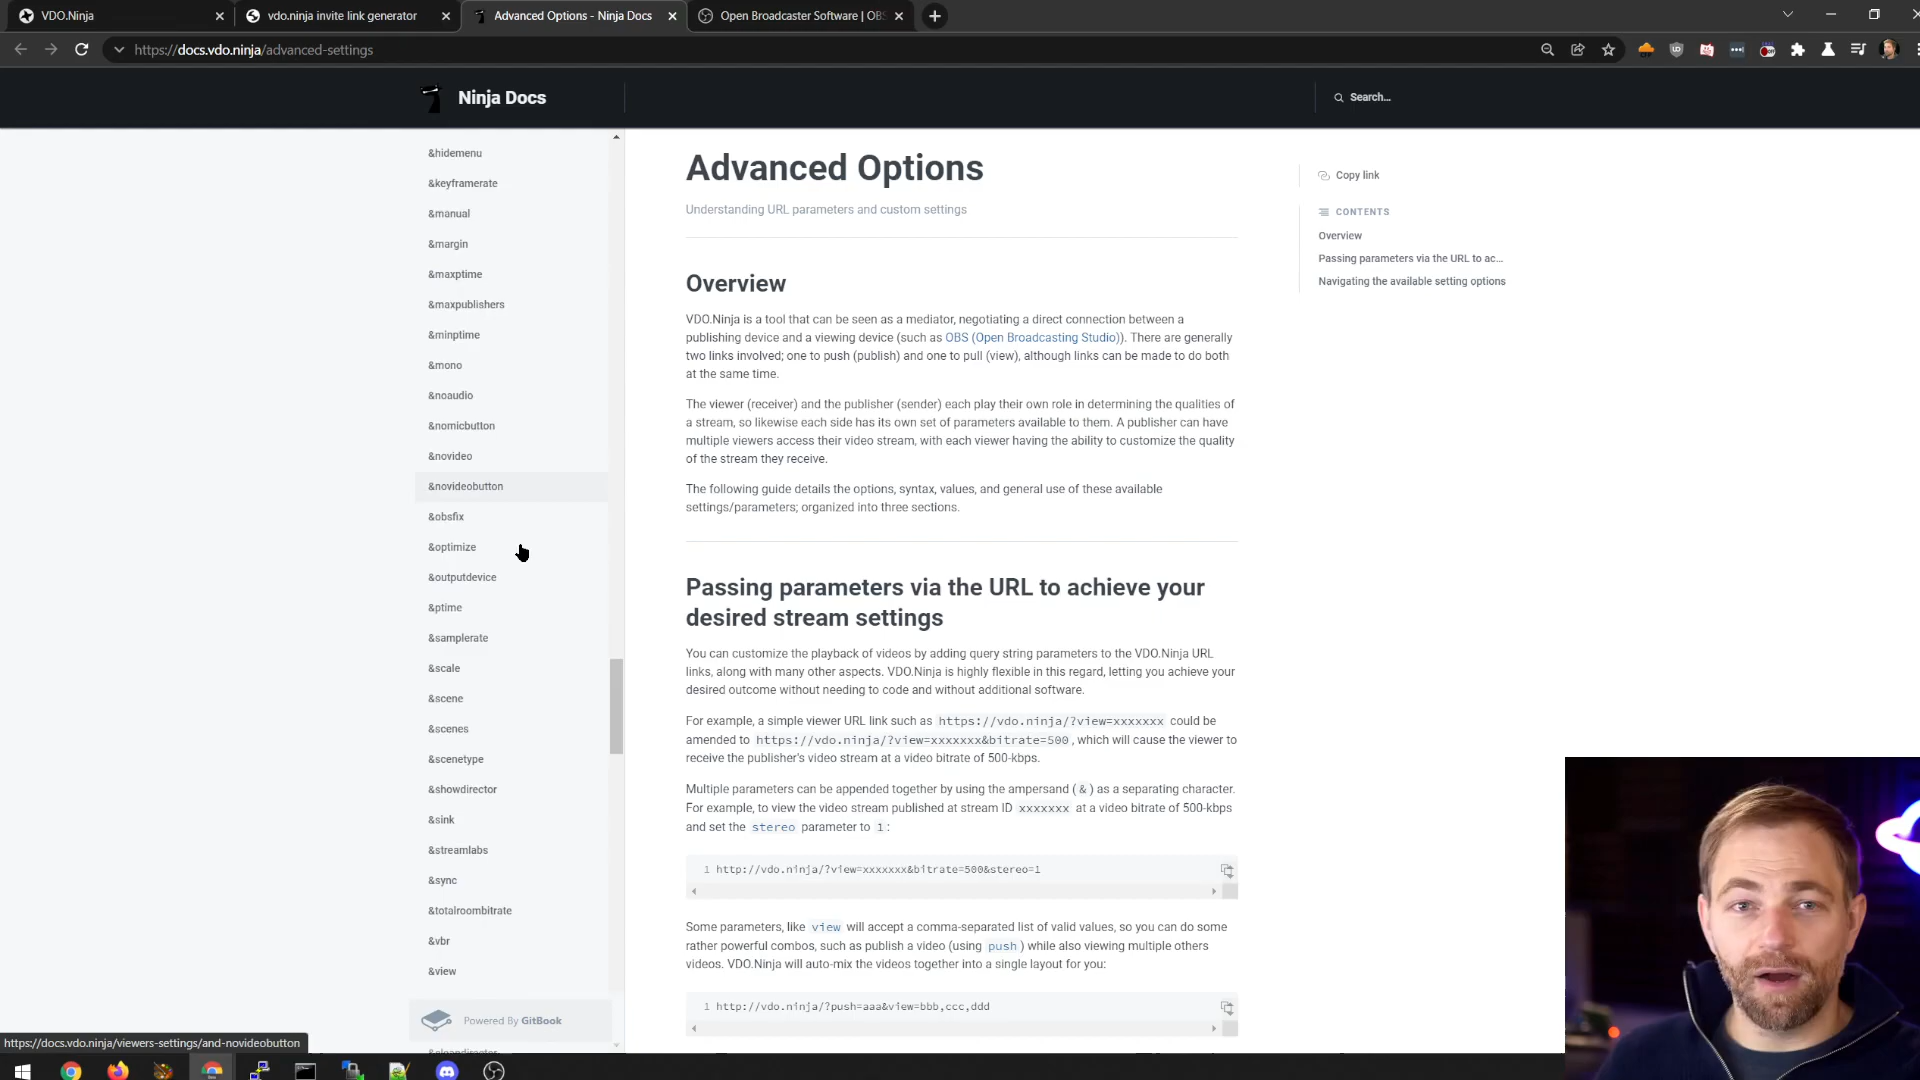 VDO.Ninja
vdo.ninja invite link generator
Advanced Options - Ninja Docs
Open Broadcaster Software | OBS
https://docs.vdo.ninja/advanced-settings
Ninja Docs
Search...
&hidemenu
&keyframerate
&manual
&margin
&maxptime
&maxpublishers
&minptime
&mono
&noaudio
&nomicbutton
&novideo
&novideobutton
&obsfix
&optimize
&outputdevice
&ptime
&samplerate
&scale
&scene
&scenes
&scenetype
&showdirector
&sink
&streamlabs
&sync
&totalroombitrate
&vbr
&view
Powered By GitBook
https://docs.vdo.ninja/viewers-settings/and-novideobutton
Advanced Options
Understanding URL parameters and custom settings
Overview
VDO.Ninja is a tool that can be seen as a mediator, negotiating a direct connection between a
publishing device and a viewing device (such as OBS (Open Broadcasting Studio)). There are generally
two links involved; one to push (publish) and one to pull (view), although links can be made to do both
at the same time.
The viewer (receiver) and the publisher (sender) each play their own role in determining the qualities of
a stream, so likewise each side has its own set of parameters available to them. A publisher can have
multiple viewers access their video stream, with each viewer having the ability to customize the quality
of the stream they receive.
The following guide details the options, syntax, values, and general use of these available
settings/parameters; organized into three sections.
Passing parameters via the URL to achieve your
desired stream settings
You can customize the playback of videos by adding query string parameters to the VDO.Ninja URL
links, along with many other aspects. VDO.Ninja is highly flexible in this regard, letting you achieve your
desired outcome without needing to code and without additional software.
For example, a simple viewer URL link such as https://vdo.ninja/?view=xxxxxxx could be
amended to https://vdo.ninja/?view=xxxxxxx&bitrate=500, which will cause the viewer to
receive the publisher's video stream at a video bitrate of 500-kbps.
Multiple parameters can be appended together by using the ampersand (&) as a separating character.
For example, to view the video stream published at stream ID xxxxxxx at a video bitrate of 500-kbps
and set the stereo parameter to 1:
1 http://vdo.ninja/?view=xxxxxxx&bitrate=500&stereo=1
Some parameters, like view will accept a comma-separated list of valid values, so you can do some
rather powerful combos, such as publish a video (using push) while also viewing multiple others
videos. VDO.Ninja will auto-mix the videos together into a single layout for you:
1 http://vdo.ninja/?push=aaa&view=bbb,ccc,ddd
Copy link
CONTENTS
Overview
Passing parameters via the URL to ac...
Navigating the available setting options